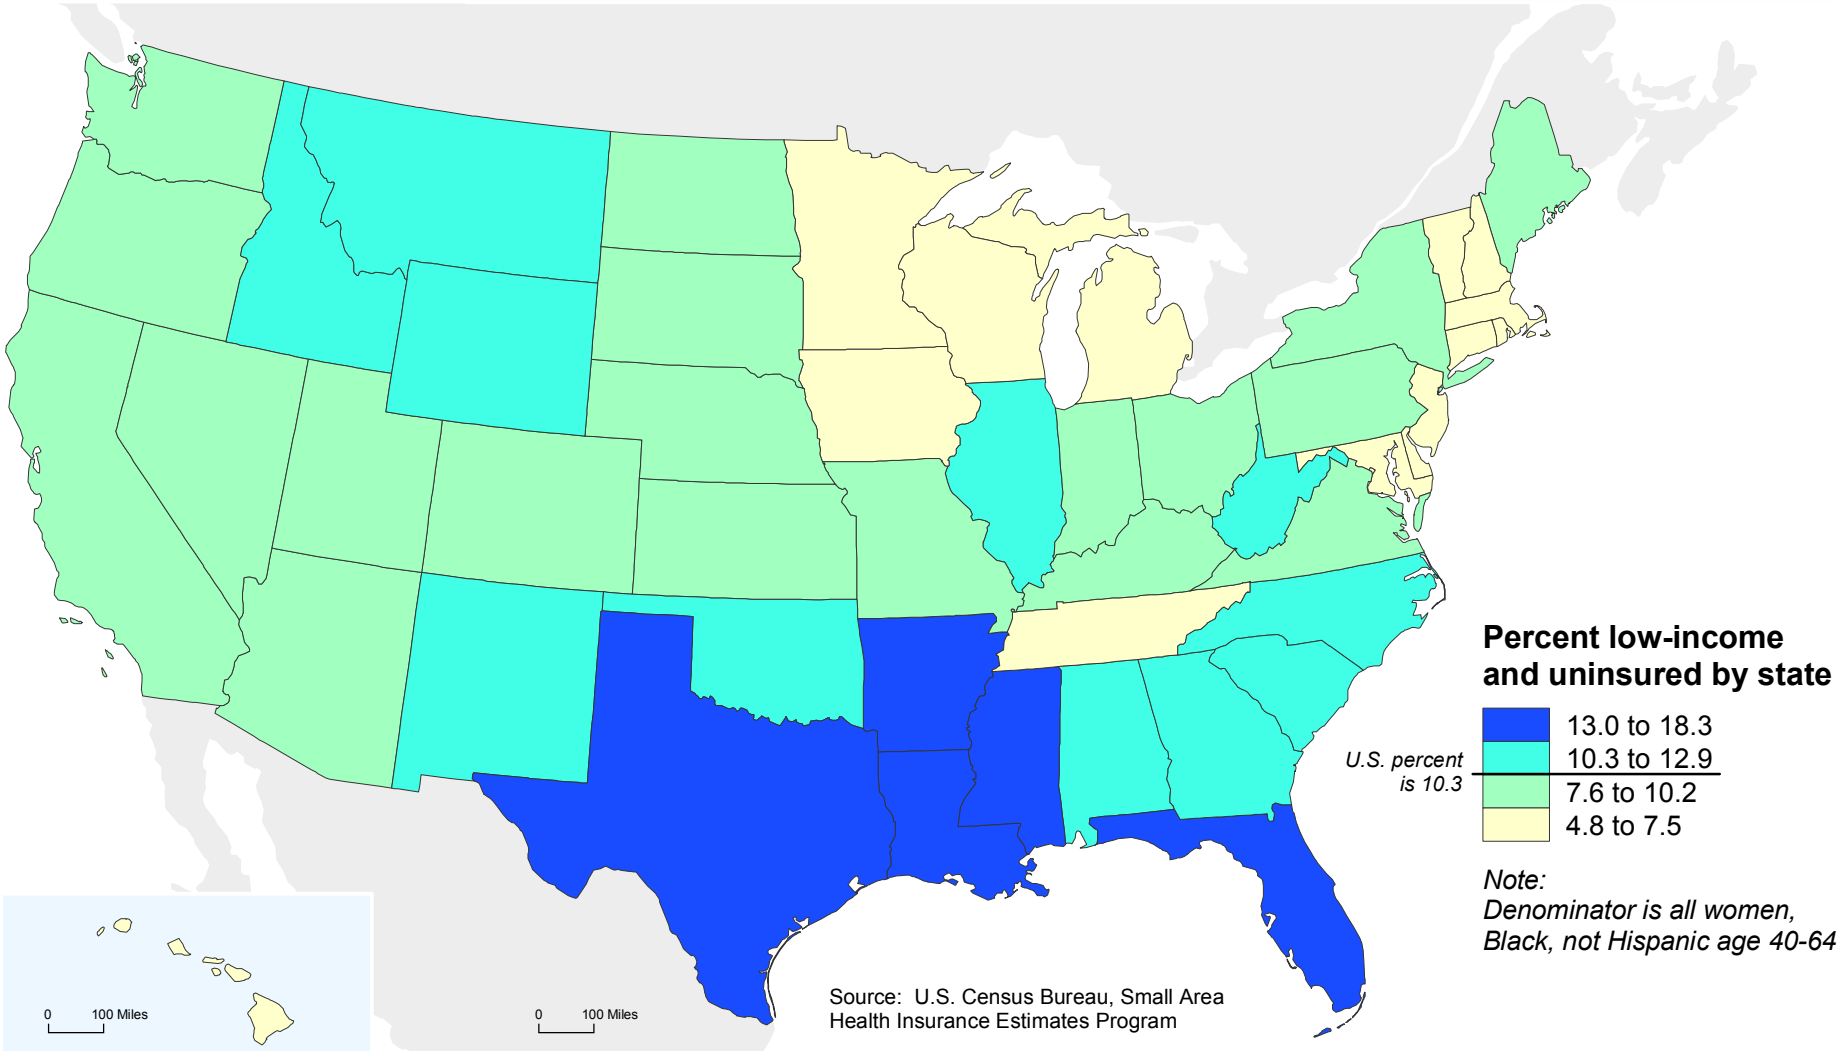 Percent low-income
and uninsured by state
13.0 to 18.3
10.3 to 12.9
U.S. percent
is 10.3
7.6 to 10.2
4.8 to 7.5
Note:
Denominator is all women,
Black, not Hispanic age 40-64
Source:  U.S. Census Bureau, Small Area
Health Insurance Estimates Program
0 100 Miles
0 100 Miles